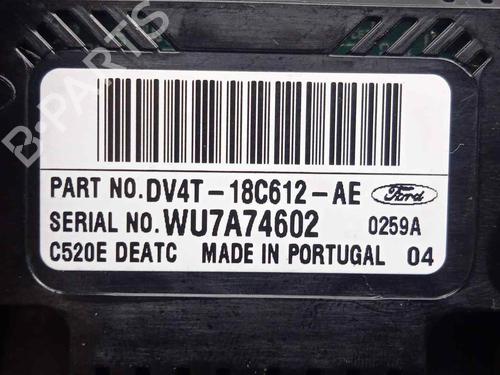 B-PARTS
PART NO. DV4T-18C612-AE Ford
SERIAL NO. WU7A74602 0259A
C520E DEATC MADE IN PORTUGAL 04